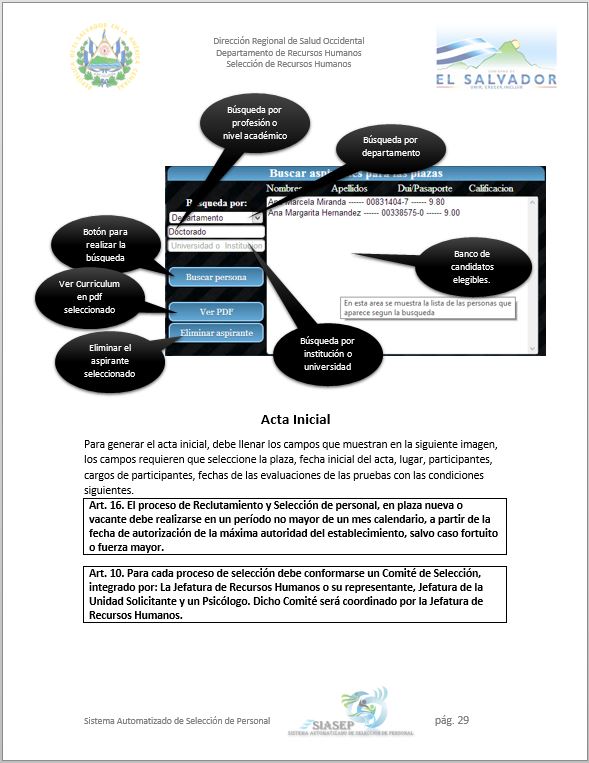 Dirección Regional de Salud Occidental
Departamento de Recursos Humanos
Selección de Recursos Humanos
EL SALVADOR
UNIR, CRECER, INCLUIR
Búsqueda por
profesión o
nivel académico
Búsqueda por
departamento
Buscar aspirantes para las plazas
Nombres Apellidos Dui/Pasaporte Calificacion
Búsqueda por:
Ana Marcela Miranda ------ 00831404-7 ------ 9.80
Ana Margarita Hernandez ------ 00338575-0 ------ 9.00
Departamento
Doctorado
Universidad o Institucion
Botón para
realizar la
búsqueda
Banco de
candidatos
elegibles.
Buscar persona
Ver Curriculum
en pdf
seleccionado
En esta area se muestra la lista de las personas que
aparece segun la busqueda
Ver PDF
Eliminar aspirante
Búsqueda por
institución o
universidad
Eliminar el
aspirante
seleccionado
Acta Inicial
Para generar el acta inicial, debe llenar los campos que muestran en la siguiente imagen,
los campos requieren que seleccione la plaza, fecha inicial del acta, lugar, participantes,
cargos de participantes, fechas de las evaluaciones de las pruebas con las condiciones
siguientes.
Art. 16. El proceso de Reclutamiento y Selección de personal, en plaza nueva o
vacante debe realizarse en un período no mayor de un mes calendario, a partir de la
fecha de autorización de la máxima autoridad del establecimiento, salvo caso fortuito
o fuerza mayor.
Art. 10. Para cada proceso de selección debe conformarse un Comité de Selección,
integrado por: La Jefatura de Recursos Humanos o su representante, Jefatura de la
Unidad Solicitante y un Psicólogo. Dicho Comité será coordinado por la Jefatura de
Recursos Humanos.
Sistema Automatizado de Selección de Personal
SIASEP
SISTEMA AUTOMATIZADO DE SELECCIÓN DE PERSONAL
pág. 29